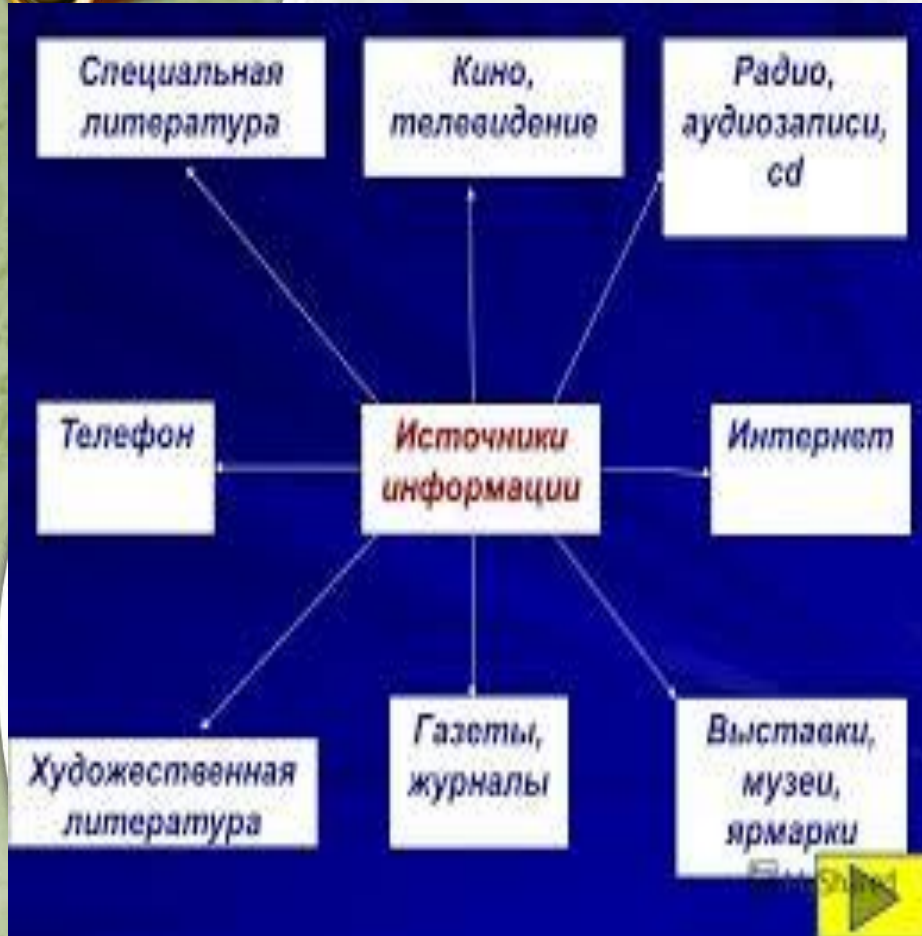 Специальная
литература
Кино,
телевидение
Радио,
аудиозаписи,
cd
Телефон
Источники
информации
Интернет
Художественная
литература
Газеты,
журналы
Выставки,
музеи,
ярмарки